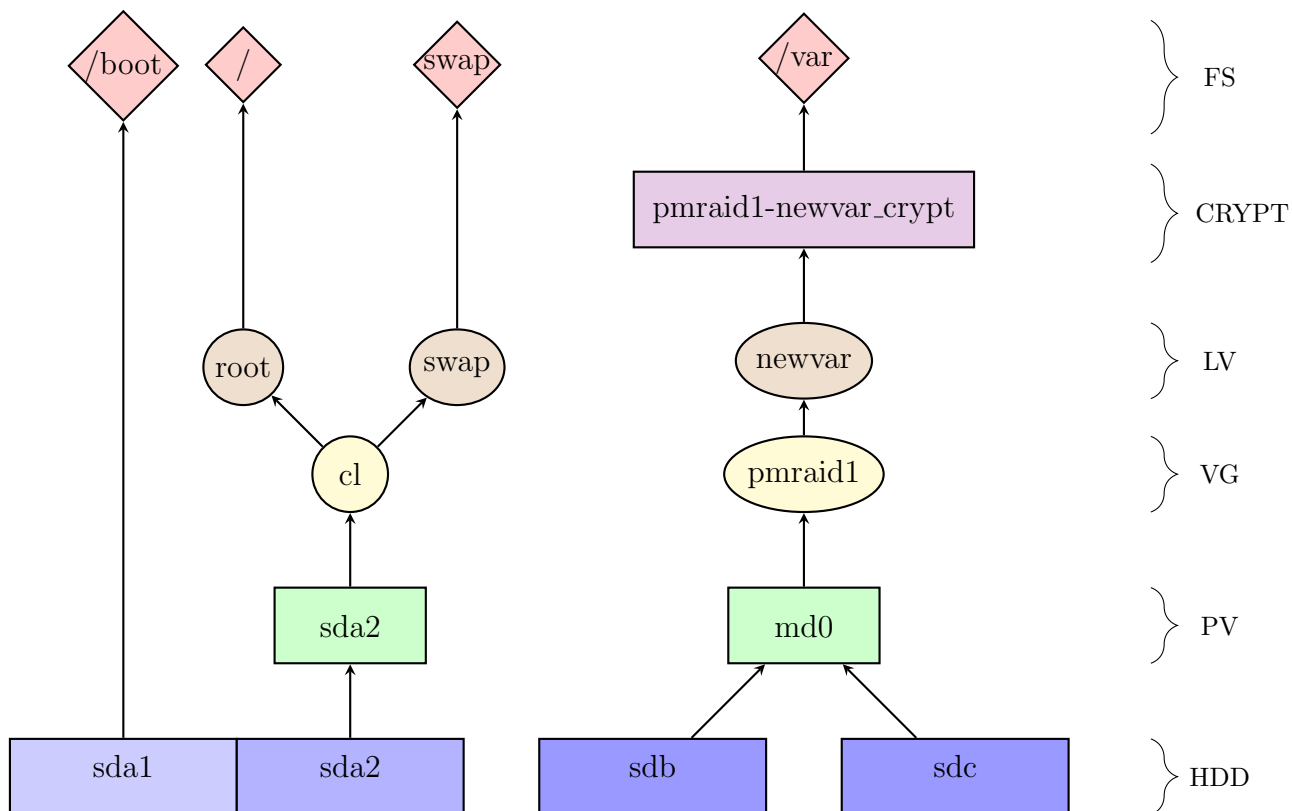 /boot
/
swap
/var
FS
pmraid1-newvar_crypt
CRYPT
root
swap
newvar
LV
cl
pmraid1
VG
sda2
md0
PV
sda1
sda2
sdb
sdc
HDD